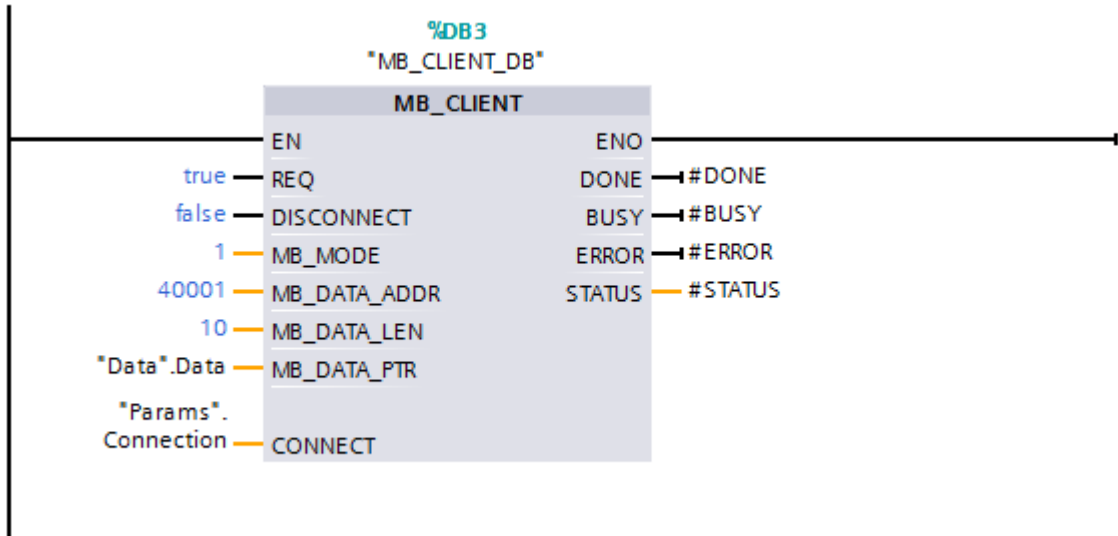 %DB3
"MB_CLIENT_DB"
MB_CLIENT
EN ENO
true REQ DONE #DONE
false DISCONNECT BUSY #BUSY
1 MB_MODE ERROR #ERROR
40001 MB_DATA_ADDR STATUS #STATUS
10 MB_DATA_LEN
"Data".Data MB_DATA_PTR
"Params".
Connection CONNECT